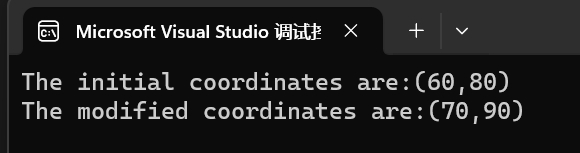 Microsoft Visual Studio 调试
The initial coordinates are:(60,80)
The modified coordinates are:(70,90)